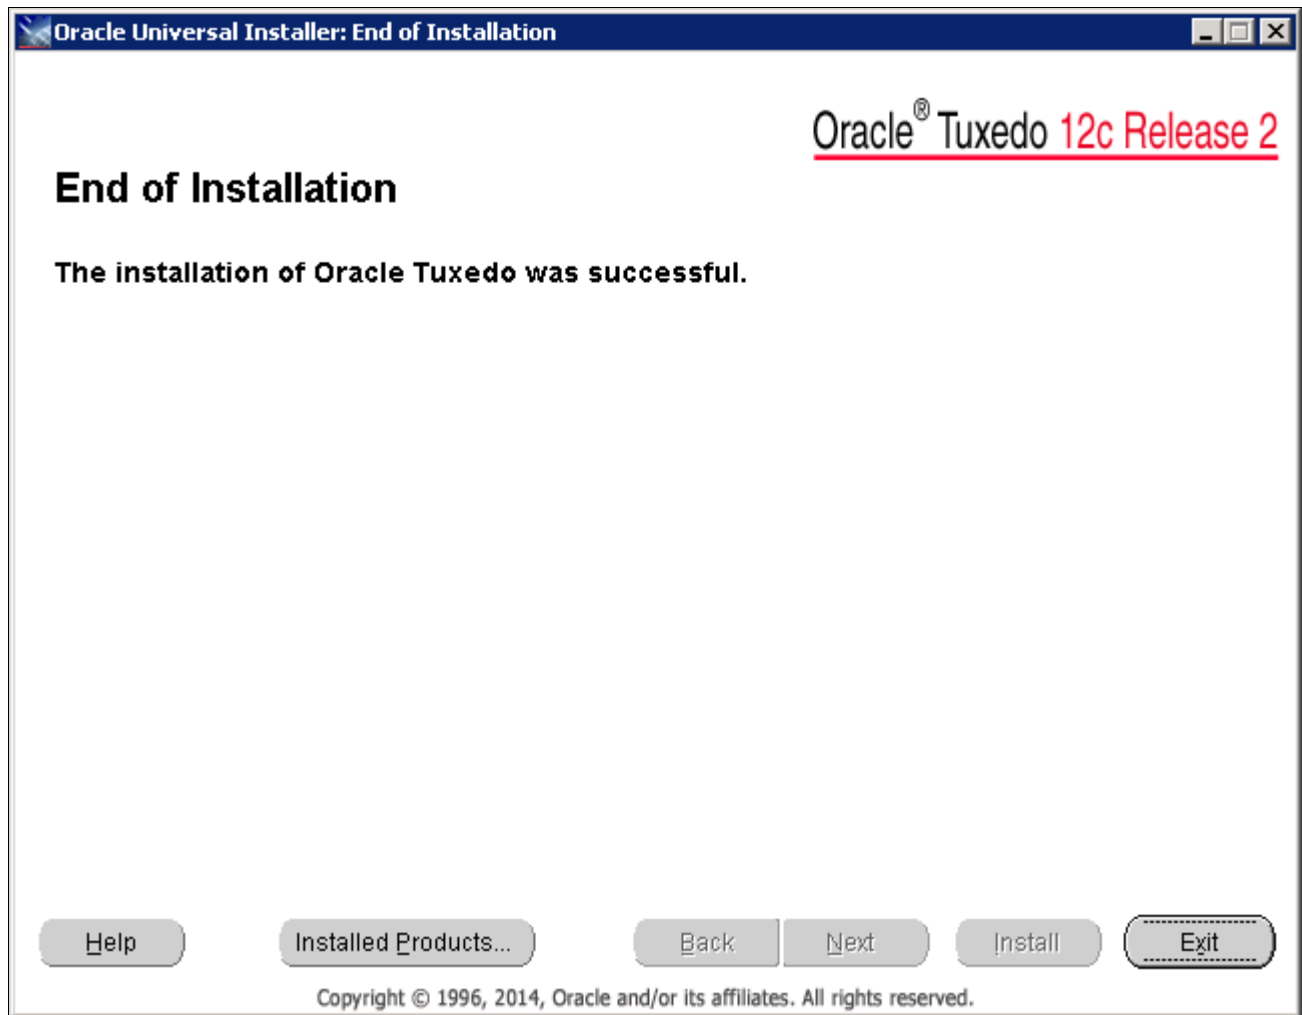 Oracle Universal Installer: End of Installation
Oracle® Tuxedo 12c Release 2
End of Installation
The installation of Oracle Tuxedo was successful.
Help Installed Products... Back Next Install Exit
Copyright © 1996, 2014, Oracle and/or its affiliates. All rights reserved.